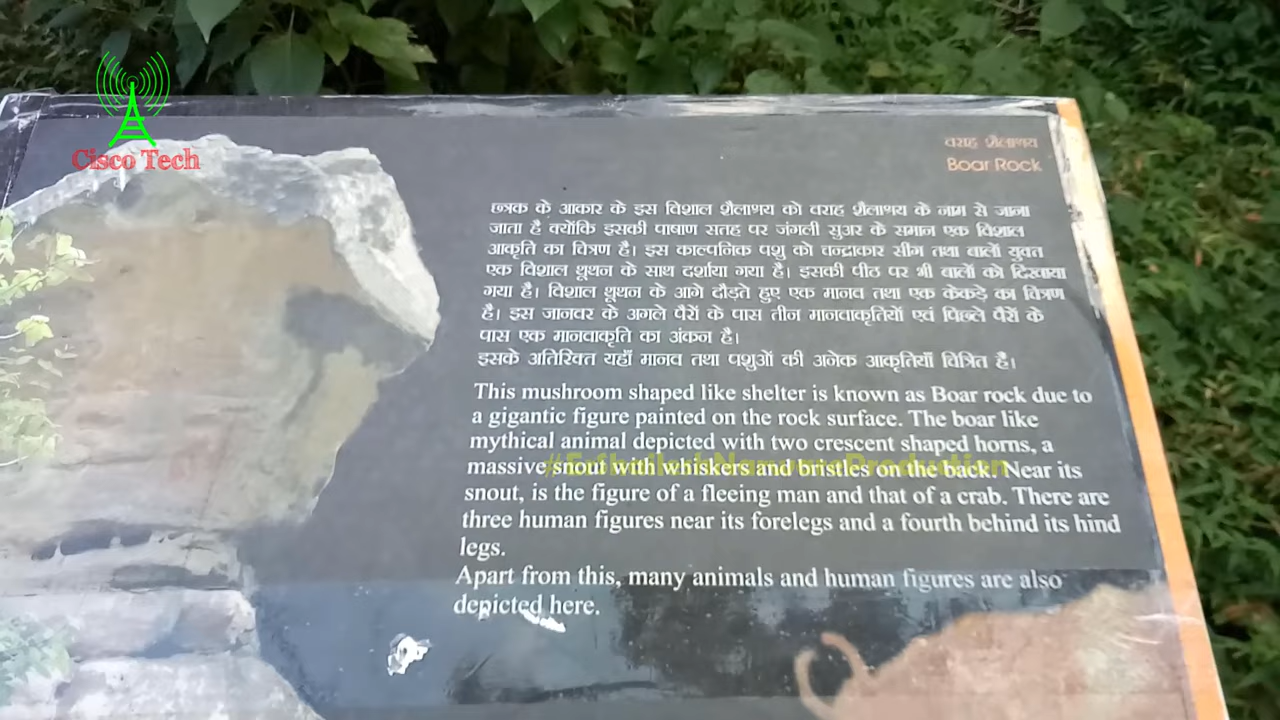 Cisco Tech
वराह शैलाश्रय
Boar Rock
छत्रक के आकार के इस विशाल शैलाश्रय को वराह शैलाश्रय के नाम से जाना
जाता है क्योंकि इसकी पाषाण सतह पर जंगली सुअर के समान एक विशाल
आकृति का चित्रण है। इस काल्पनिक पशु को चन्द्राकार सींग तथा बालों युक्त
एक विशाल थूथन के साथ दर्शाया गया है। इसकी पीठ पर भी बालों को दिखाया
गया है। विशाल थूथन के आगे दौड़ते हुए एक मानव तथा एक केकड़े का चित्रण
है। इस जानवर के अगले पैरों के पास तीन मानवाकृतियों एवं पिछले पैरों के
पास एक मानवाकृति का अंकन है।
इसके अतिरिक्त यहाँ मानव तथा पशुओं की अनेक आकृतियाँ चित्रित है।
This mushroom shaped like shelter is known as Boar rock due to
a gigantic figure painted on the rock surface. The boar like
mythical animal depicted with two crescent shaped horns, a
massive snout with whiskers and bristles on the back. Near its
snout, is the figure of a fleeing man and that of a crab. There are
three human figures near its forelegs and a fourth behind its hind
legs.
Apart from this, many animals and human figures are also
depicted here.